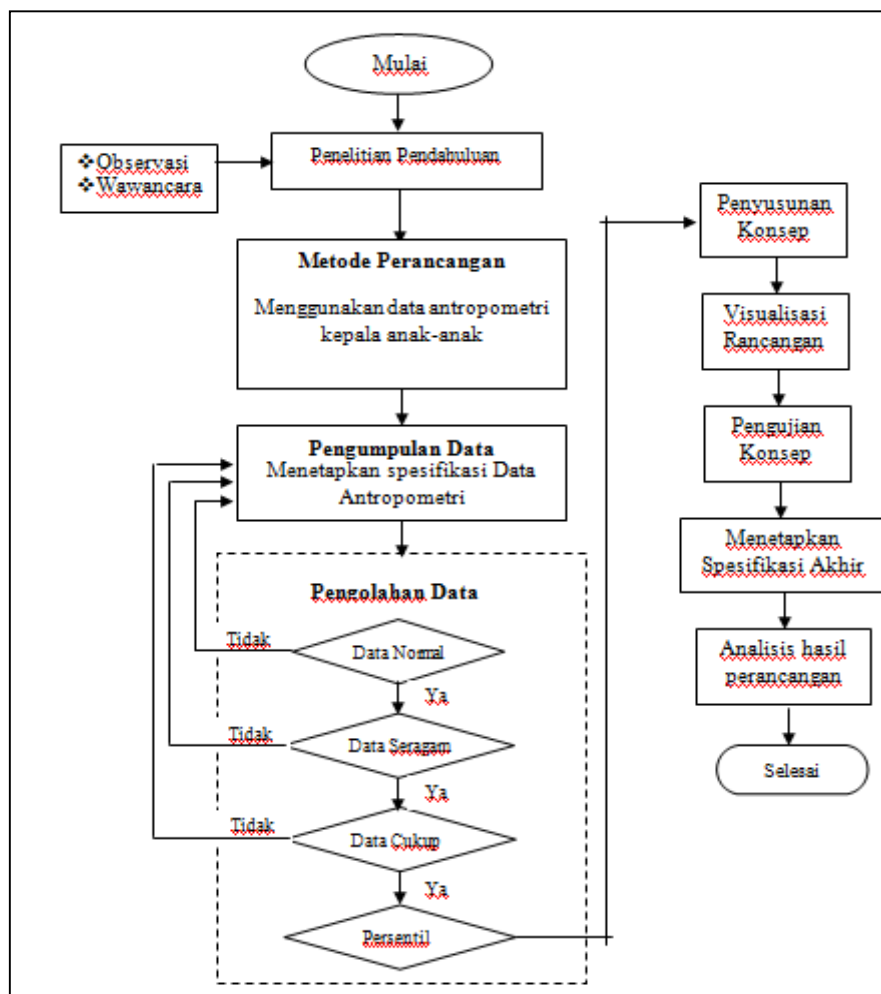 Mulai
Penelitian Pendahuluan
❖Observasi
❖Wawancara
Metode Perancangan
Menggunakan data antropometri
kepala anak-anak
Pengumpulan Data
Menetapkan spesifikasi Data
Antropometri
Pengolahan Data
Tidak
Data Normal
Ya
Tidak
Data Seragam
Ya
Tidak
Data Cukup
Ya
Persentil
Penyusunan
Konsep
Visualisasi
Rancangan
Pengujian
Konsep
Menetapkan
Spesifikasi Akhir
Analisis hasil
perancangan
Selesai